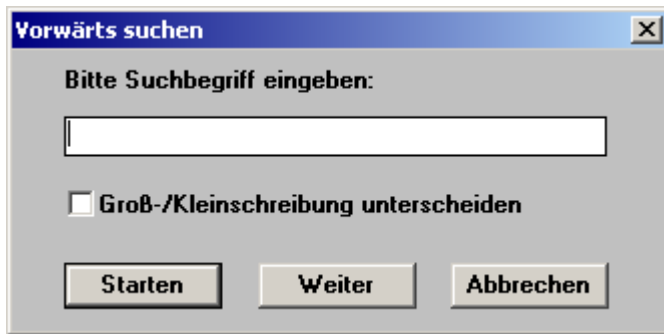 Vorwärts suchen
Bitte Suchbegriff eingeben:
Groß-/Kleinschreibung unterscheiden
Starten Weiter Abbrechen